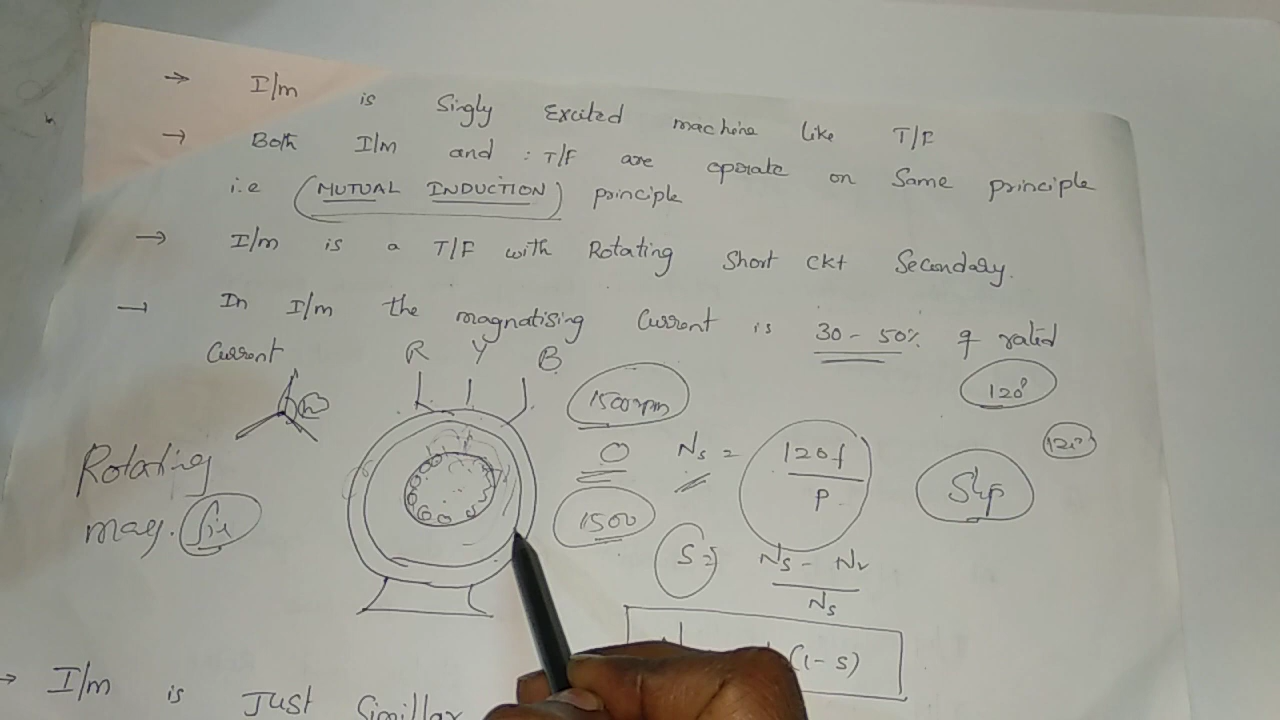 → I/m is Singly Excited machine like T/F
→ Both I/m and : T/F are operate on Same principle
i.e (MUTUAL INDUCTION) principle
→ I/m is a T/F with Rotating Short ckt Secondary.
→ In I/m the magnatising Current is 30 - 50% of rated
Current
R Y B
1500rpm
120°
120°
Rotating
mag.
0
1500
Ns = 120f / P
Slip
S = Ns - Nr / Ns
(1 - s)
→ I/m is Just Simillar